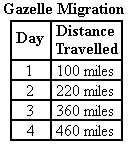 Gazelle Migration
Day Distance
Travelled
1 100 miles
2 220 miles
3 360 miles
4 460 miles